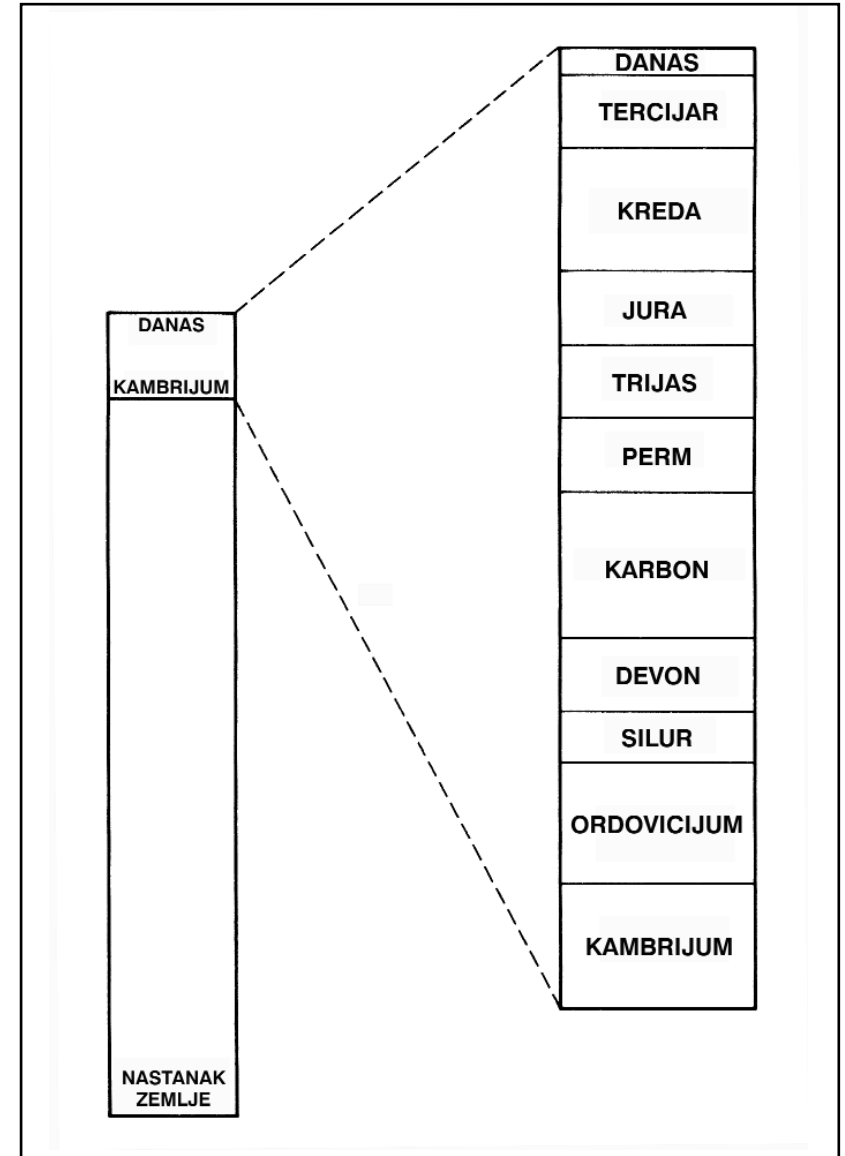 DANAS
KAMBRIJUM
NASTANAK
ZEMLJE
DANAS
TERCIJAR
KREDA
JURA
TRIJAS
PERM
KARBON
DEVON
SILUR
ORDOVICIJUM
KAMBRIJUM